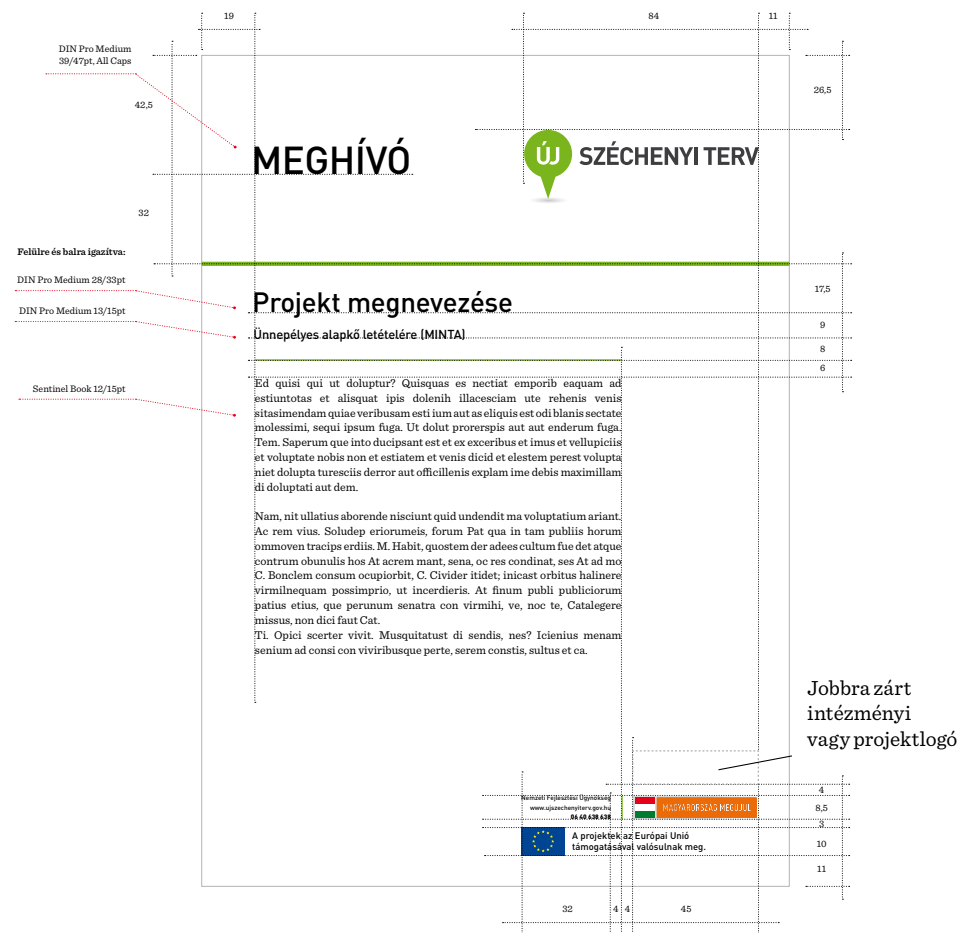 19
84
11
DIN Pro Medium
39/47pt, All Caps
26,5
42,5
MEGHÍVÓ
ÚJ SZÉCHENYI TERV
32
Felülre és balra igazítva:
DIN Pro Medium 28/33pt
17,5
Projekt megnevezése
DIN Pro Medium 13/15pt
9
Ünnepélyes alapkő letételére (MINTA)
8
6
Sentinel Book 12/15pt
Ed quisi qui ut doluptur? Quisquas es nectiat emporib eaquam ad
estiuntotas et alisquat ipis dolenih illacesciam ute rehenis venis
sitasimendam quiae veribusam esti ium aut as eliquis est odi blanis sectate
molessimi, sequi ipsum fuga. Ut dolut prorerspis aut aut enderum fuga.
Tem. Saperum que into ducipsant est et ex exceribus et imus et vellupiciis
et voluptate nobis non et estiatem et venis dicid et elestem perest volupta
niet dolupta turesciis derror aut officillenis explam ime debis maximillam
di doluptati aut dem.
Nam, nit ullatius aborende nisciunt quid undendit ma voluptatium ariant.
Ac rem vius. Soludep eriorumeis, forum Pat qua in tam publiis horum
ommoven tracips erdiis. M. Habit, quostem der adees cultum fue det atque
contrum obunulis hos At acrem mant, sena, oc res condinat, ses At ad mo
C. Bonclem consum ocupiorbit, C. Civider itidet; inicast orbitus halinere
virmilnequam possimprio, ut incerdieris. At finum publi publiciorum
patius etius, que perunum senatra con virmihi, ve, noc te, Catalegere
missus, non dici faut Cat.
Ti. Opici scerter vivit. Musquitatust di sendis, nes? Icienius menam
senium ad consi con viviribusque perte, serem constis, sultus et ca.
Jobbra zárt
intézményi
vagy projektlogó
4
Nemzeti Fejlesztési Ügynökség
www.ujszechenyiterv.gov.hu
06 40 638 638
MAGYARORSZÁG MEGÚJUL
8,5
3
A projektek az Európai Unió
támogatásával valósulnak meg.
10
11
32
4
4
45